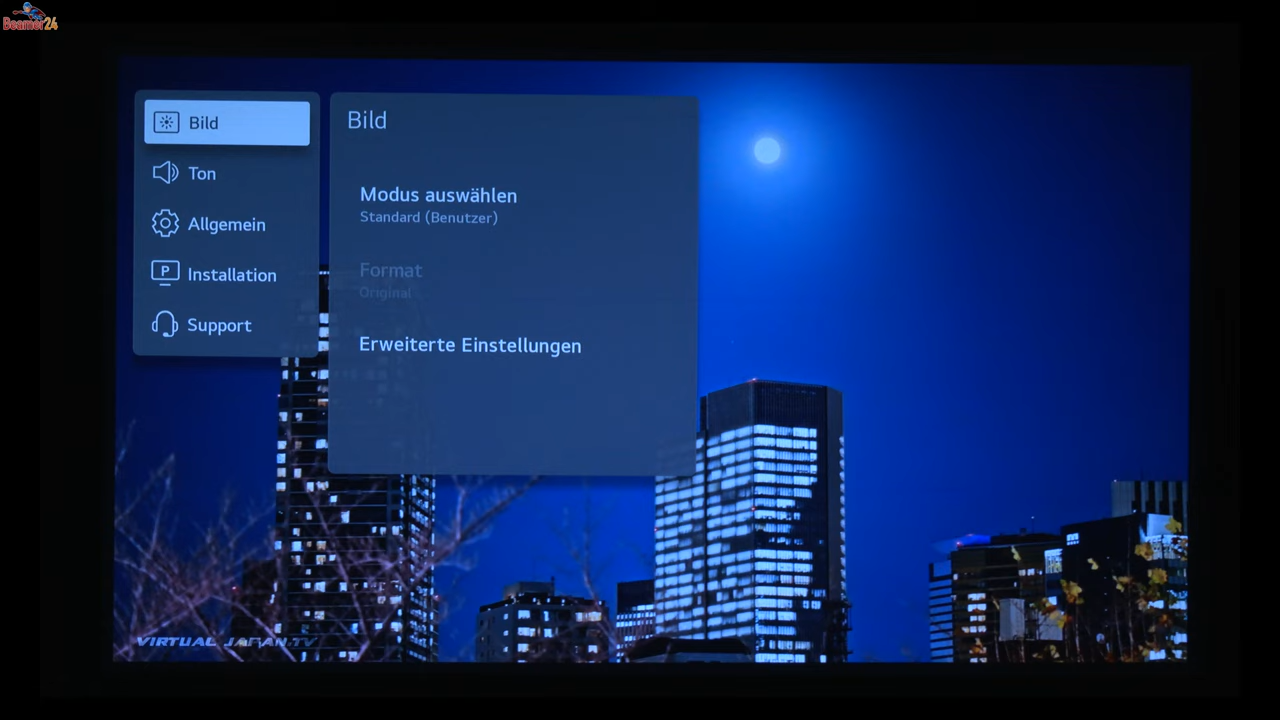 Beamer24
Bild
Ton
Allgemein
Installation
Support
Bild
Modus auswählen
Standard (Benutzer)
Format
Original
Erweiterte Einstellungen
P
VIRTUAL JAPAN.TV